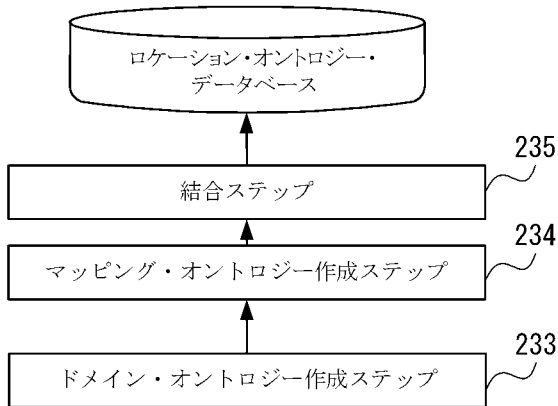 ロケーション・オントロジー・
データベース
235
結合ステップ
234
マッピング・オントロジー作成ステップ
233
ドメイン・オントロジー作成ステップ